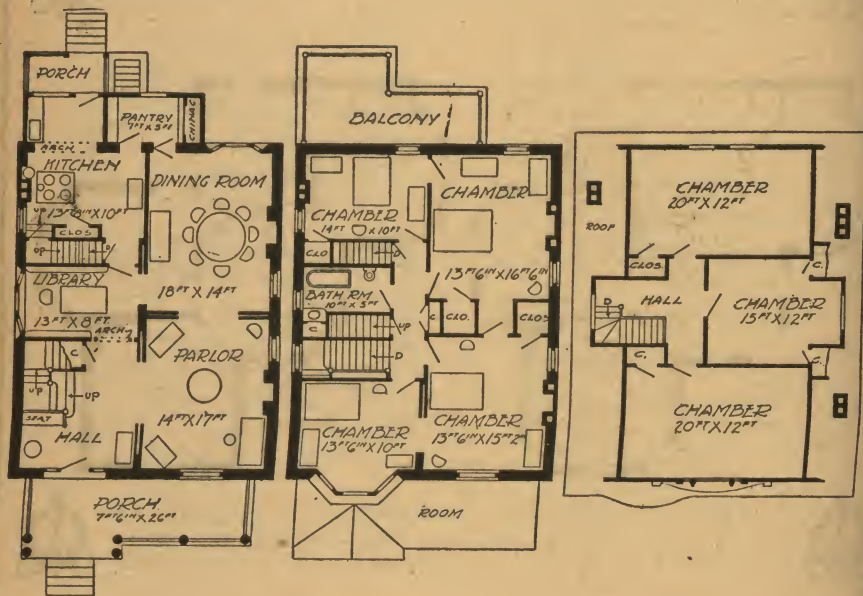 PORCH
PANTRY
7FT X 5FT
ARCH
KITCHEN
13FT 8IN X 10FT
UP
CLOS
UP
D
DINING ROOM
18FT X 14FT
LIBRARY
13FT X 8FT
ARCH
C
UP
UP
SEAT
HALL
PARLOR
14FT X 17FT
PORCH
7FT 6IN X 26FT
BALCONY
CHAMBER
14FT X 10FT
CLO
D
CHAMBER
13FT 6IN X 16FT 6IN
BATH RM
10FT X 5FT
C
UP
D
C
CLO.
CLOS
CHAMBER
13FT 6IN X 10FT
CHAMBER
13FT 6IN X 15FT 2IN
ROOM
ROOF
CHAMBER
20FT X 12FT
CLOS
C.
HALL
D
CHAMBER
15FT X 12FT
C.
C.
CHAMBER
20FT X 12FT